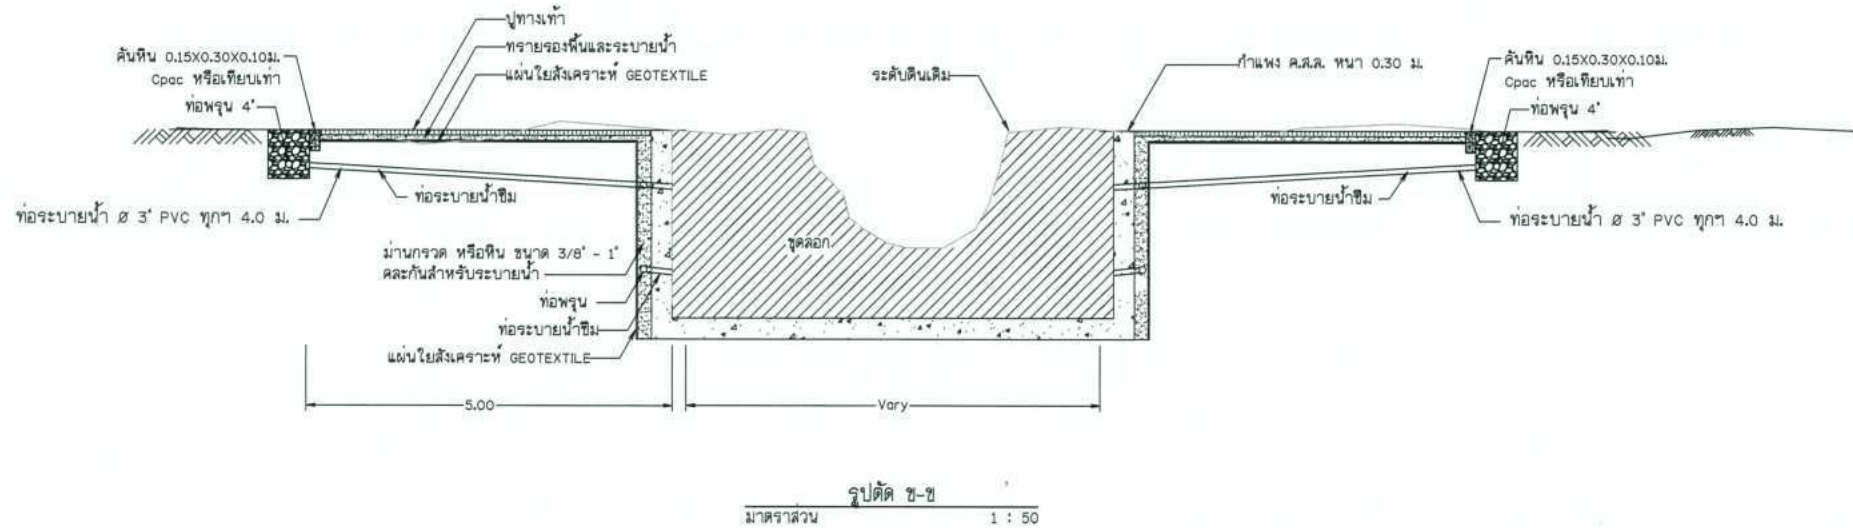 ปูทางเท้า
ทรายรองพื้นและระบายน้ำ
แผ่นใยสังเคราะห์ GEOTEXTILE
คันหิน 0.15X0.30X0.10ม.
Cpac หรือเทียบเท่า
ท่อพรุน 4"
ระดับดินเดิม
กำแพง ค.ส.ล. หนา 0.30 ม.
คันหิน 0.15X0.30X0.10ม.
Cpac หรือเทียบเท่า
ท่อพรุน 4"
ท่อระบายน้ำซึม
ท่อระบายน้ำ Ø 3" PVC ทุกๆ 4.0 ม.
ท่อระบายน้ำซึม
ท่อระบายน้ำ Ø 3" PVC ทุกๆ 4.0 ม.
ขุดลอก
ม่านกรวด หรือหิน ขนาด 3/8" - 1"
คละกันสำหรับระบายน้ำ
ท่อพรุน
ท่อระบายน้ำซึม
แผ่นใยสังเคราะห์ GEOTEXTILE
5.00
Vary
รูปตัด ข-ข
มาตราส่วน 1 : 50